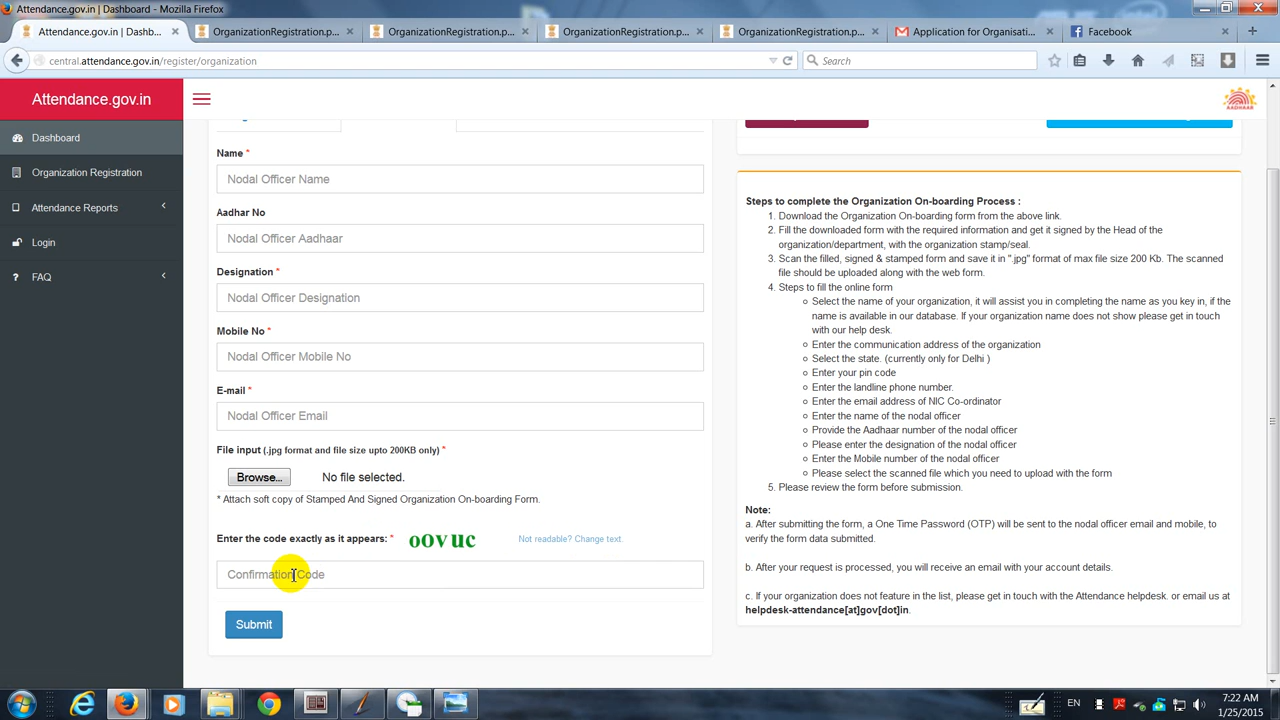 Attendance.gov.in | Dashboard - Mozilla Firefox
Attendance.gov.in | Dashb...
OrganizationRegistration.p...
OrganizationRegistration.p...
OrganizationRegistration.p...
OrganizationRegistration.p...
Application for Organisati...
Facebook
central.attendance.gov.in/register/organization
Search
Attendance.gov.in
AADHAAR
Dashboard
Organization Registration
Attendance Reports
Login
FAQ
Name *
Nodal Officer Name
Aadhar No
Nodal Officer Aadhaar
Designation *
Nodal Officer Designation
Mobile No *
Nodal Officer Mobile No
E-mail *
Nodal Officer Email
File input (.jpg format and file size upto 200KB only) *
Browse... No file selected.
* Attach soft copy of Stamped And Signed Organization On-boarding Form.
Enter the code exactly as it appears: * oovuc Not readable? Change text.
Confirmation Code
Submit
Steps to complete the Organization On-boarding Process :
1. Download the Organization On-boarding form from the above link.
2. Fill the downloaded form with the required information and get it signed by the Head of the
organization/department, with the organization stamp/seal.
3. Scan the filled, signed & stamped form and save it in ".jpg" format of max file size 200 Kb. The scanned
file should be uploaded along with the web form.
4. Steps to fill the online form
Select the name of your organization, it will assist you in completing the name as you key in, if the
name is available in our database. If your organization name does not show please get in touch
with our help desk.
Enter the communication address of the organization
Select the state. (currently only for Delhi )
Enter your pin code
Enter the landline phone number.
Enter the email address of NIC Co-ordinator
Enter the name of the nodal officer
Provide the Aadhaar number of the nodal officer
Please enter the designation of the nodal officer
Enter the Mobile number of the nodal officer
Please select the scanned file which you need to upload with the form
5. Please review the form before submission.
Note:
a. After submitting the form, a One Time Password (OTP) will be sent to the nodal officer email and mobile, to
verify the form data submitted.
b. After your request is processed, you will receive an email with your account details.
c. If your organization does not feature in the list, please get in touch with the Attendance helpdesk. or email us at
helpdesk-attendance[at]gov[dot]in.
EN
7:22 AM
1/25/2015